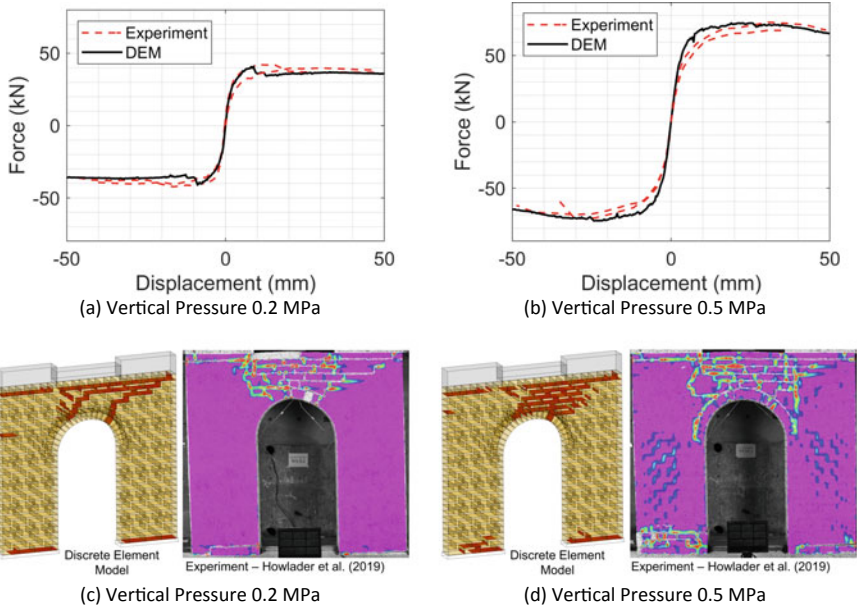 Experiment
DEM
50
0
-50
Force (kN)
-50
0
50
Displacement (mm)
(a) Vertical Pressure 0.2 MPa
Experiment
DEM
50
0
-50
Force (kN)
-50
0
50
Displacement (mm)
(b) Vertical Pressure 0.5 MPa
Discrete Element
Model
Experiment – Howlader et al. (2019)
(c) Vertical Pressure 0.2 MPa
Discrete Element
Model
Experiment – Howlader et al. (2019)
(d) Vertical Pressure 0.5 MPa